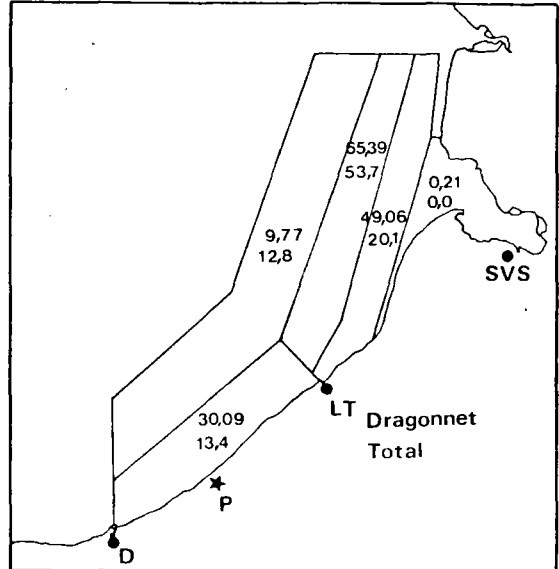 65,39
53,7
0,21
0,0
49,06
20,1
9,77
12,8
SVS
LT
Dragonnet
Total
30,09
13,4
P
D